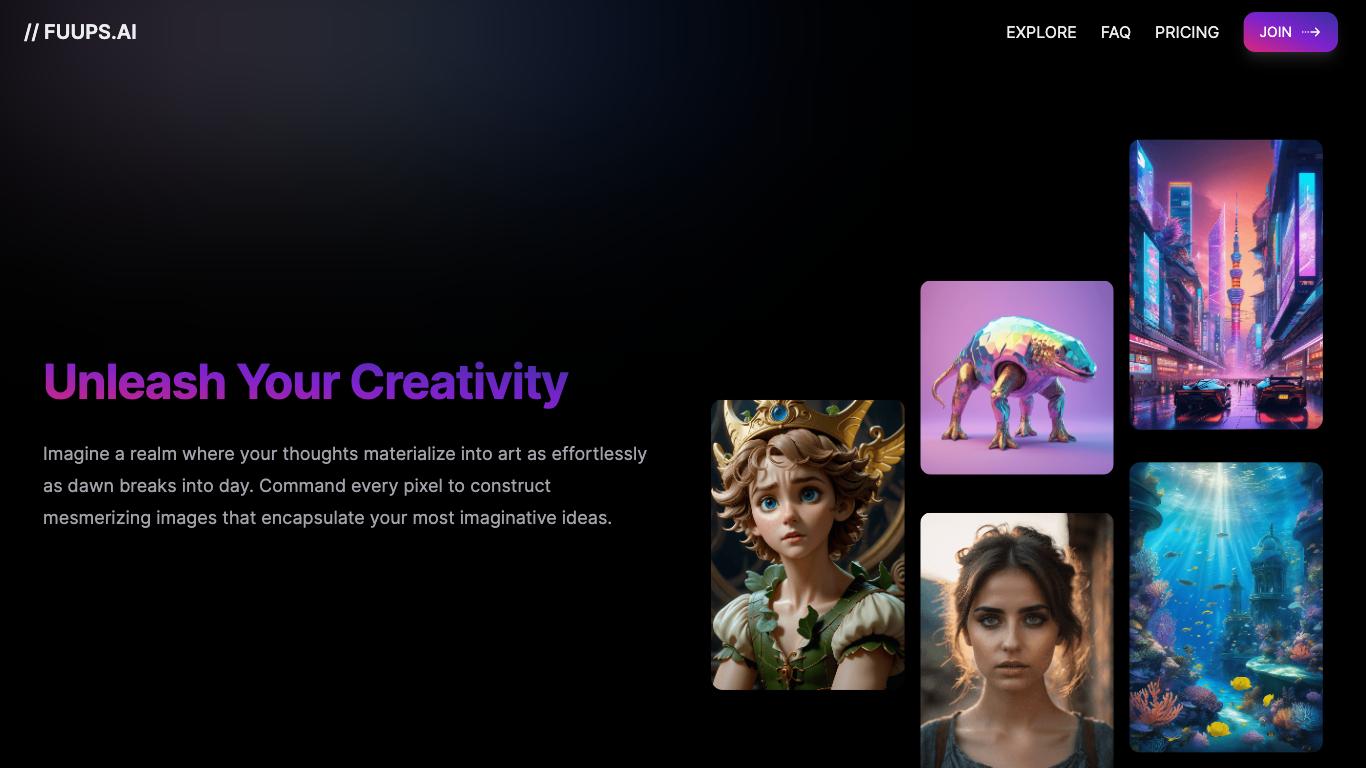 // FUUPS.AI
EXPLORE
FAQ
PRICING
JOIN
Unleash Your Creativity
Imagine a realm where your thoughts materialize into art as effortlessly
as dawn breaks into day. Command every pixel to construct
mesmerizing images that encapsulate your most imaginative ideas.